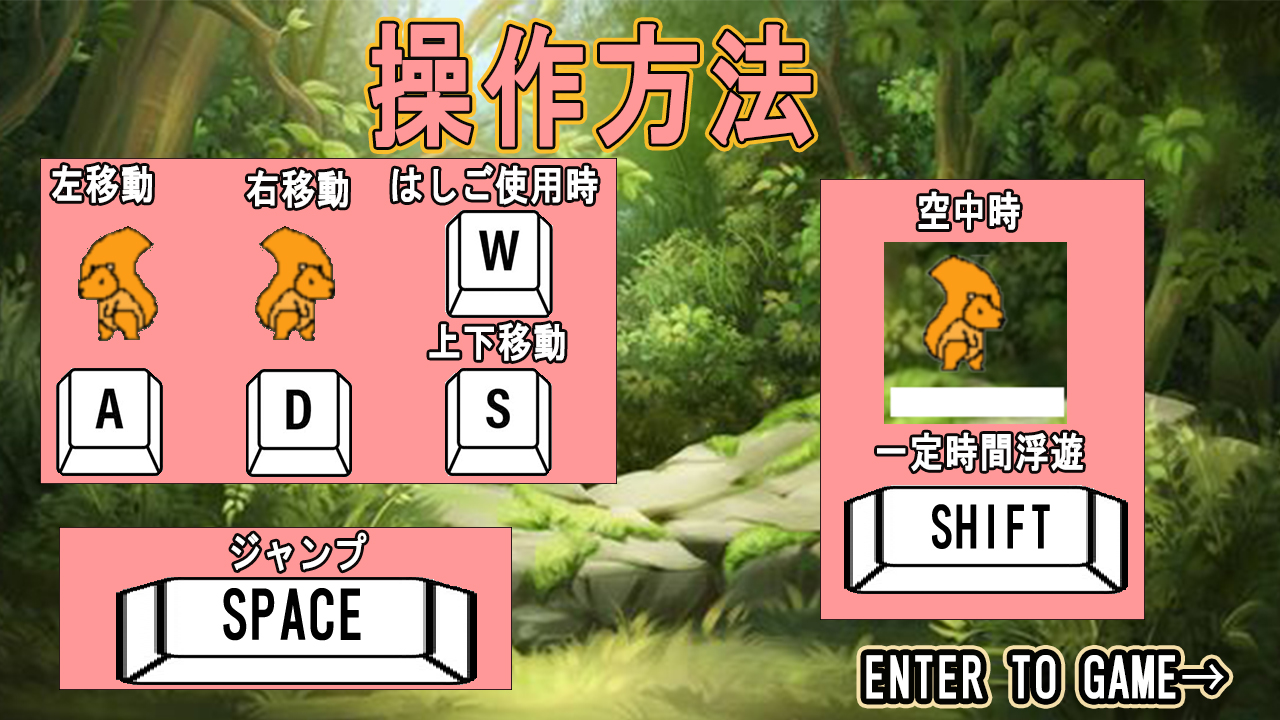 操作方法
左移動
右移動
はしご使用時
W
上下移動
A
D
S
ジャンプ
SPACE
空中時
一定時間浮遊
SHIFT
ENTER TO GAME→